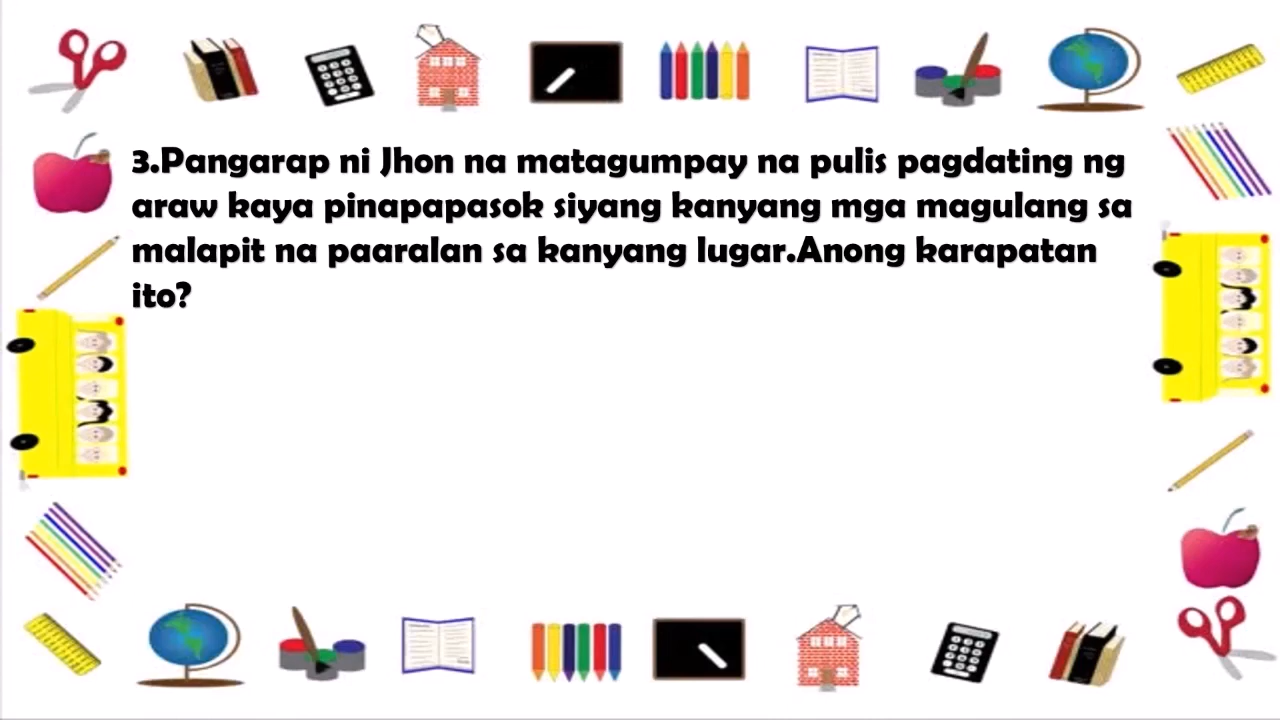 3.Pangarap ni Jhon na matagumpay na pulis pagdating ng
araw kaya pinapapasok siyang kanyang mga magulang sa
malapit na paaralan sa kanyang lugar.Anong karapatan
ito?